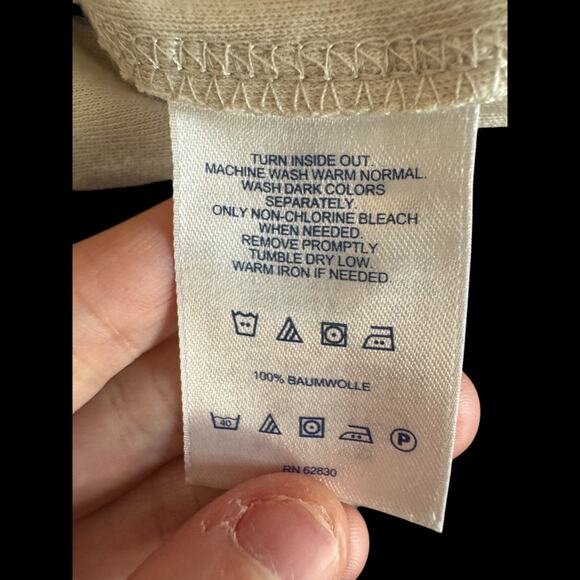 TURN INSIDE OUT.
MACHINE WASH WARM NORMAL.
WASH DARK COLORS
SEPARATELY.
ONLY NON-CHLORINE BLEACH
WHEN NEEDED.
REMOVE PROMPTLY
TUMBLE DRY LOW.
WARM IRON IF NEEDED.
100% BAUMWOLLE
40 P
RN 62830